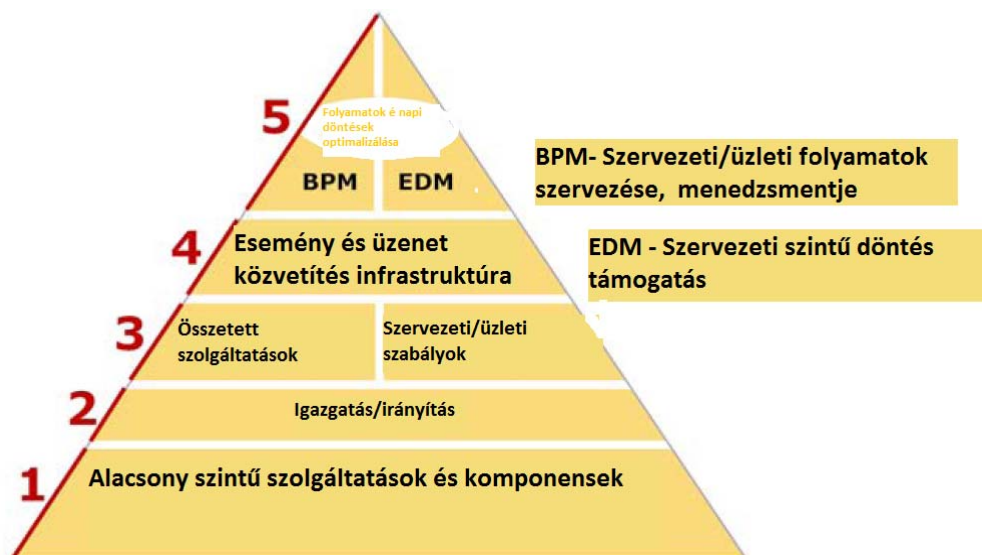 5
Folyamatok é napi
döntések
optimalizálása
BPM
EDM
BPM- Szervezeti/üzleti folyamatok
szervezése, menedzsmentje
4
Esemény és üzenet
közvetítés infrastruktúra
EDM - Szervezeti szintű döntés
támogatás
3
Összetett
szolgáltatások
Szervezeti/üzleti
szabályok
2
Igazgatás/irányítás
1
Alacsony szintű szolgáltatások és komponensek